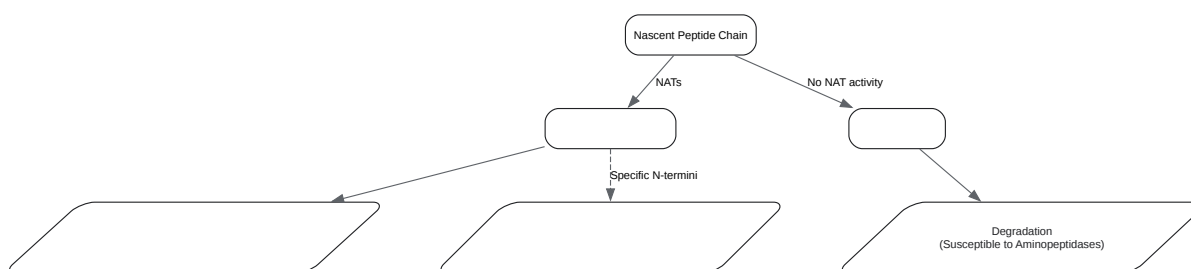 Nascent Peptide Chain
NATs
No NAT activity
Specific N-termini
Degradation
(Susceptible to Aminopeptidases)